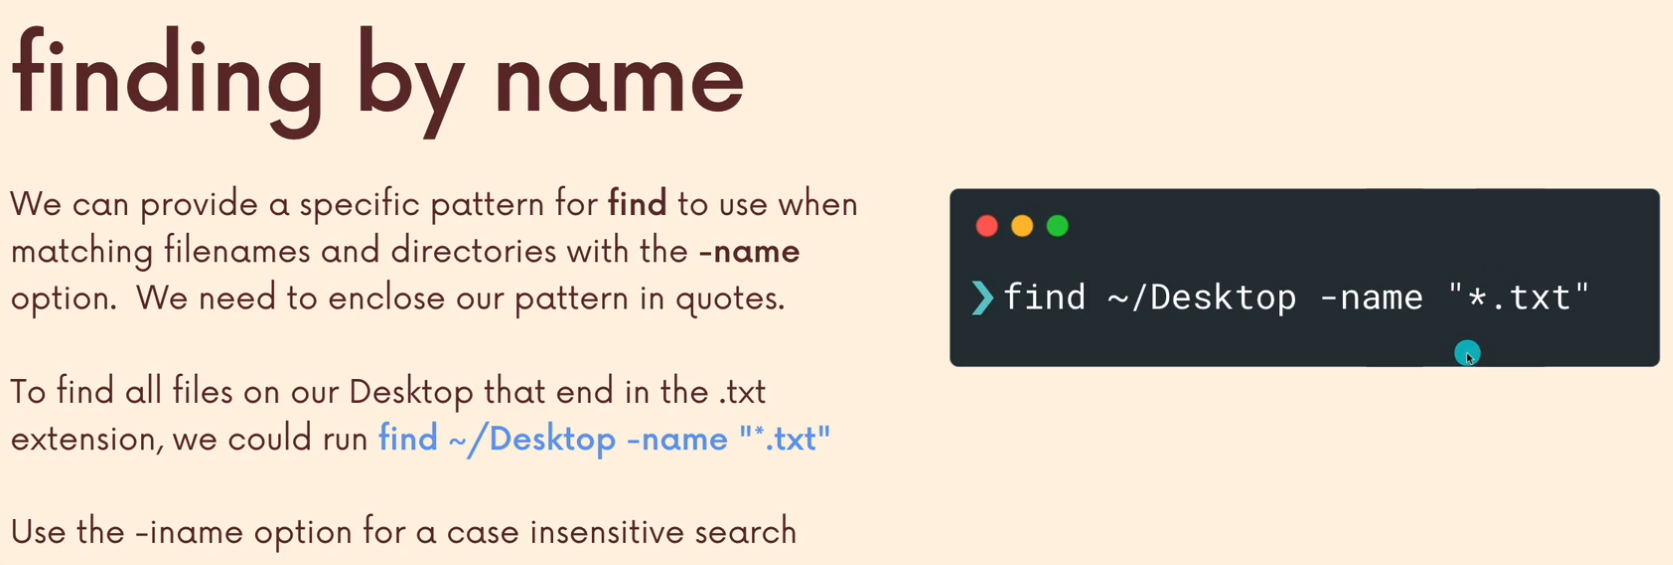 finding by name
We can provide a specific pattern for find to use when
matching filenames and directories with the -name
option. We need to enclose our pattern in quotes.
To find all files on our Desktop that end in the .txt
extension, we could run find ~/Desktop -name "*.txt"
Use the -iname option for a case insensitive search
❯find ~/Desktop -name "*.txt"